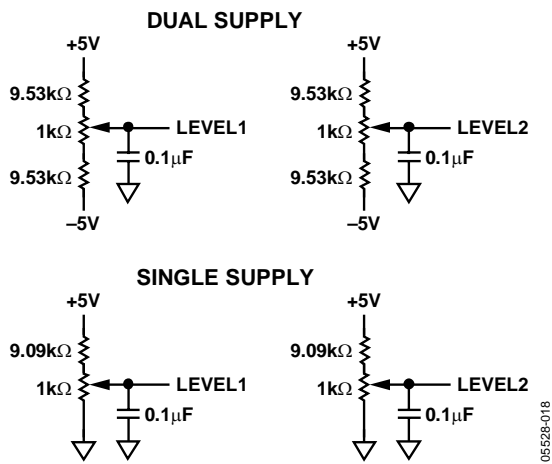 DUAL SUPPLY
+5V
+5V
9.53kΩ
9.53kΩ
1kΩ
LEVEL1
1kΩ
LEVEL2
0.1μF
0.1μF
9.53kΩ
9.53kΩ
–5V
–5V
SINGLE SUPPLY
+5V
+5V
9.09kΩ
9.09kΩ
1kΩ
LEVEL1
1kΩ
LEVEL2
0.1μF
0.1μF
05528-018